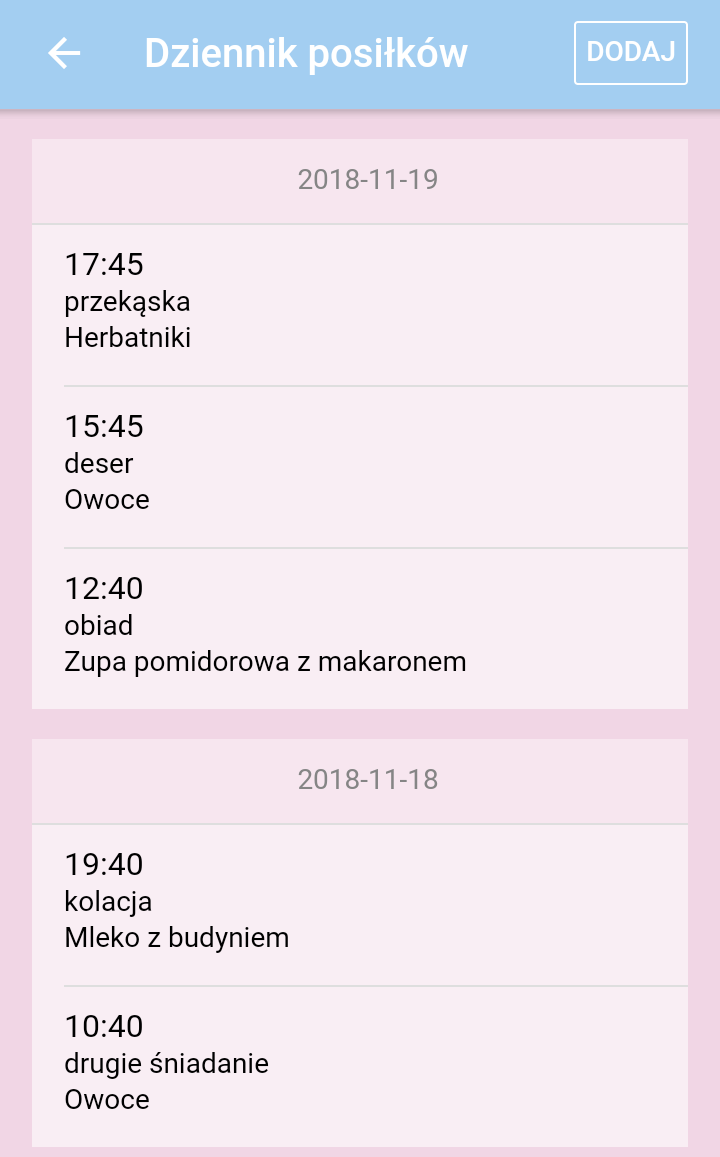 Dziennik posiłków
DODAJ
2018-11-19
17:45
przekąska
Herbatniki
15:45
deser
Owoce
12:40
obiad
Zupa pomidorowa z makaronem
2018-11-18
19:40
kolacja
Mleko z budyniem
10:40
drugie śniadanie
Owoce